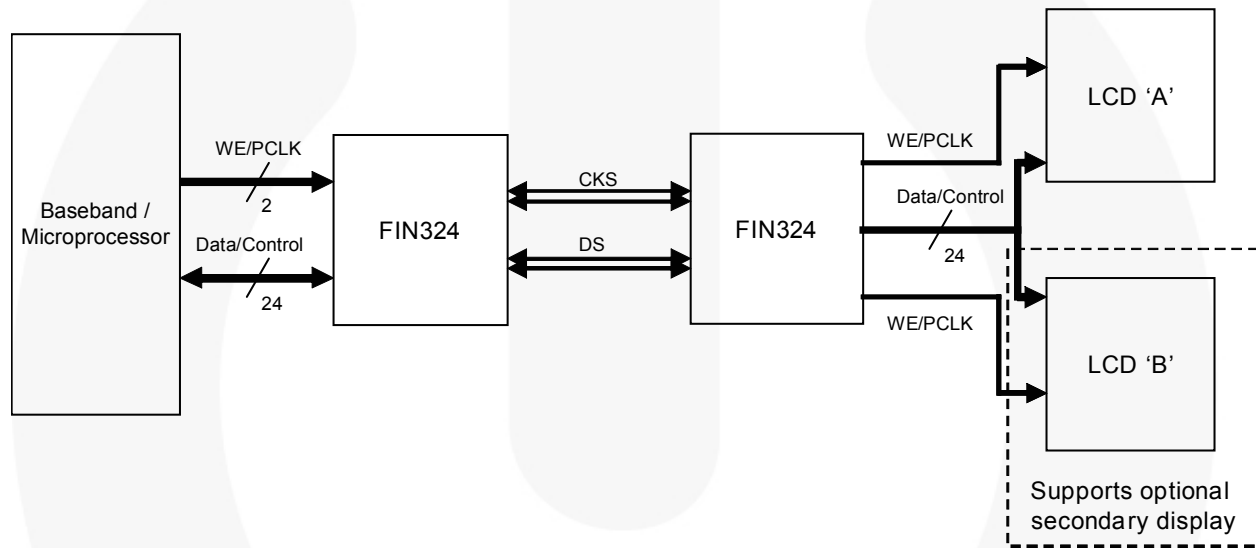 Baseband /
Microprocessor
WE/PCLK
2
Data/Control
24
FIN324
CKS
DS
FIN324
WE/PCLK
Data/Control
24
WE/PCLK
LCD ‘A’
LCD ‘B’
Supports optional
secondary display